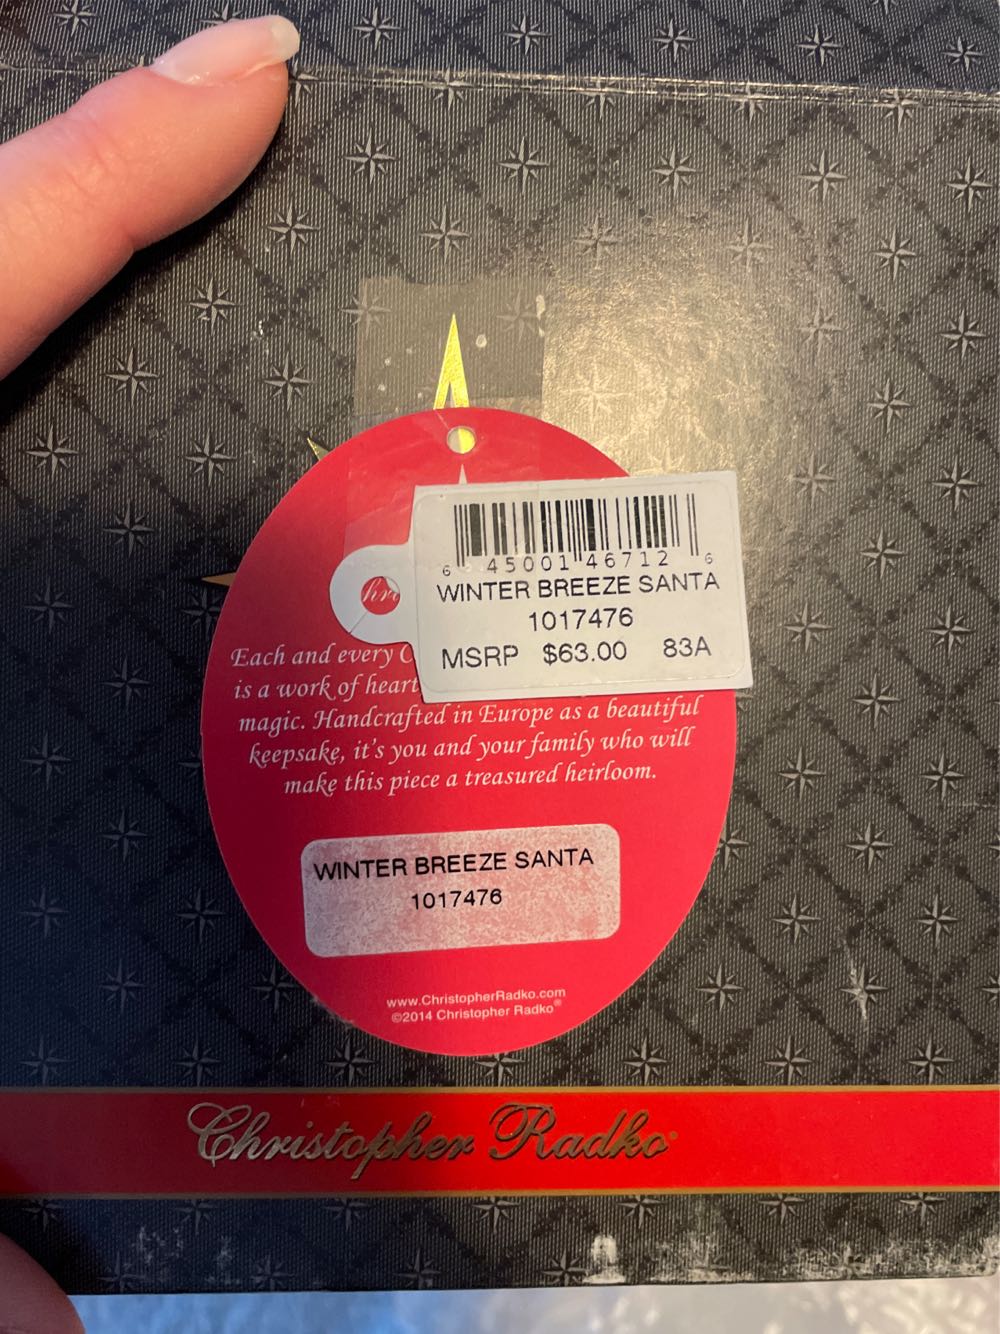 6 45001 46712 6
WINTER BREEZE SANTA
1017476
MSRP $63.00 83A
Each and every
is a work of heart
magic. Handcrafted in Europe as a beautiful
keepsake, it's you and your family who will
make this piece a treasured heirloom.
WINTER BREEZE SANTA
1017476
www.ChristopherRadko.com
©2014 Christopher Radko®
Christopher Radko